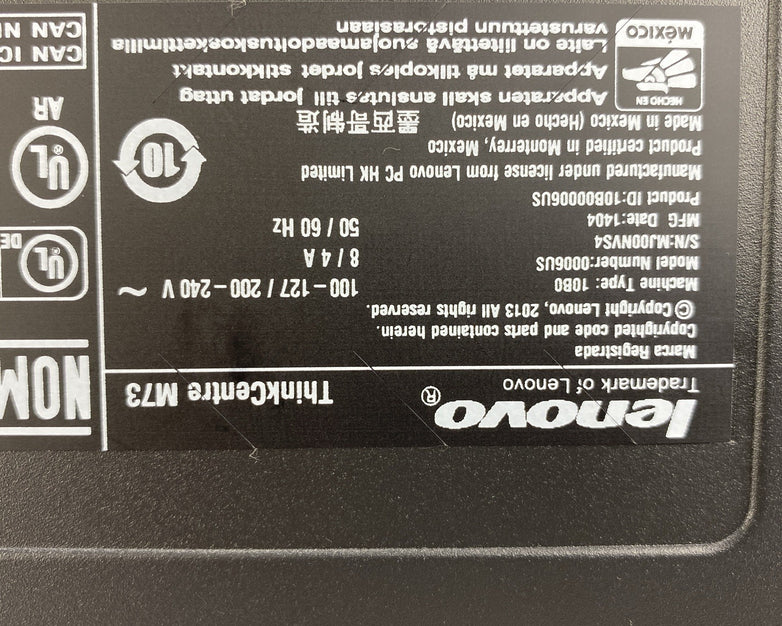 lenovo®
Trademark of Lenovo
ThinkCentre M73
Marca Registrada
Copyrighted code and parts contained herein.
© Copyright Lenovo, 2013 All rights reserved.
Machine Type: 10B0
100 – 127 / 200 – 240 V ~
Model Number:0006US
8 / 4 A
S/N:MJ00NVS4
MFG Date:1404
50 / 60 Hz
Product ID:10B00006US
Manufactured under license from Lenovo PC HK Limited
Product certified in Monterrey, Mexico
Made in Mexico (Hecho en Mexico) 墨西哥制造
10
HECHO EN
MÉXICO
Apparaten skall anslutes till jordat uttag
Apparatet må tilkoples jordet stikkontakt
Laite on liitettävä suojamaadoituskoskettimilla
varustettuun pistorasiaan
NOM
UL
DE
UL
®
AR
CAN IC
CAN N